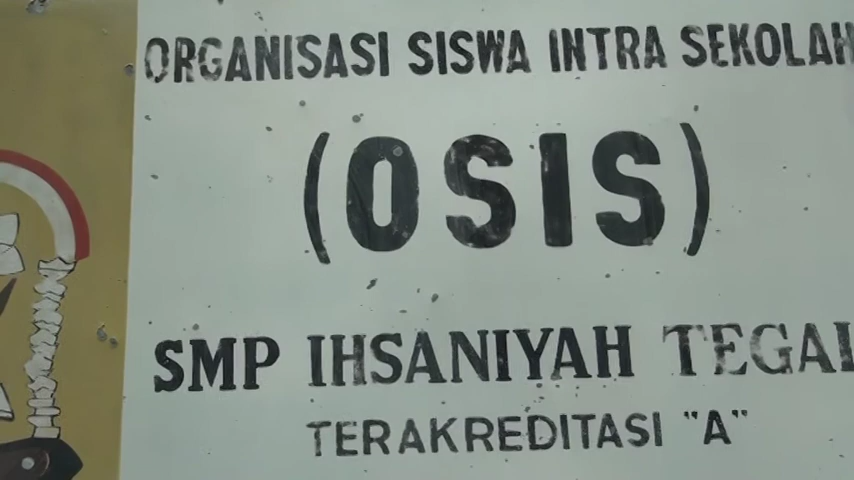 ORGANISASI SISWA INTRA SEKOLAH
(OSIS)
SMP IHSANIYAH TEGAL
TERAKREDITASI "A"